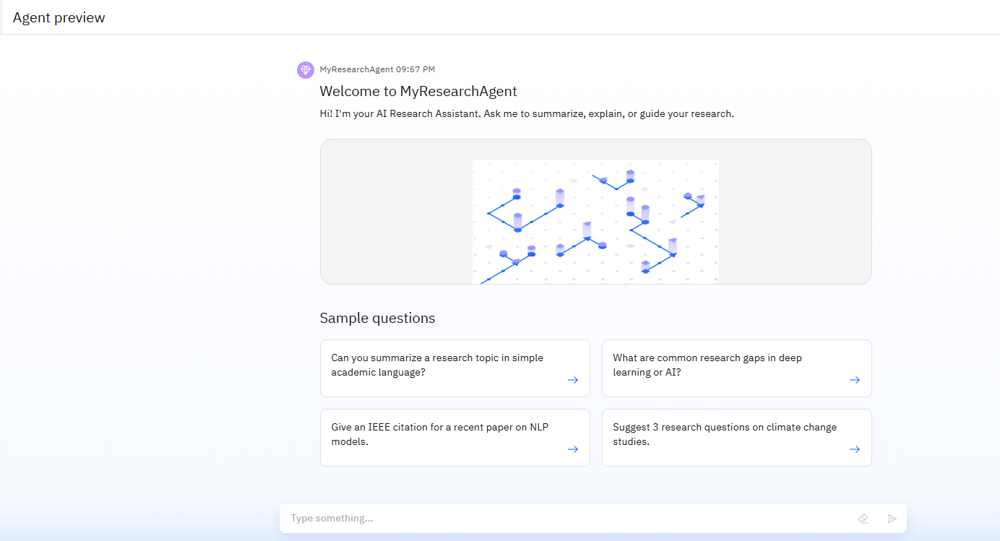 Agent preview
MyResearchAgent 09:57 PM
Welcome to MyResearchAgent
Hi! I'm your AI Research Assistant. Ask me to summarize, explain, or guide your research.
Sample questions
Can you summarize a research topic in simple
academic language?
What are common research gaps in deep
learning or AI?
Give an IEEE citation for a recent paper on NLP
models.
Suggest 3 research questions on climate change
studies.
Type something...